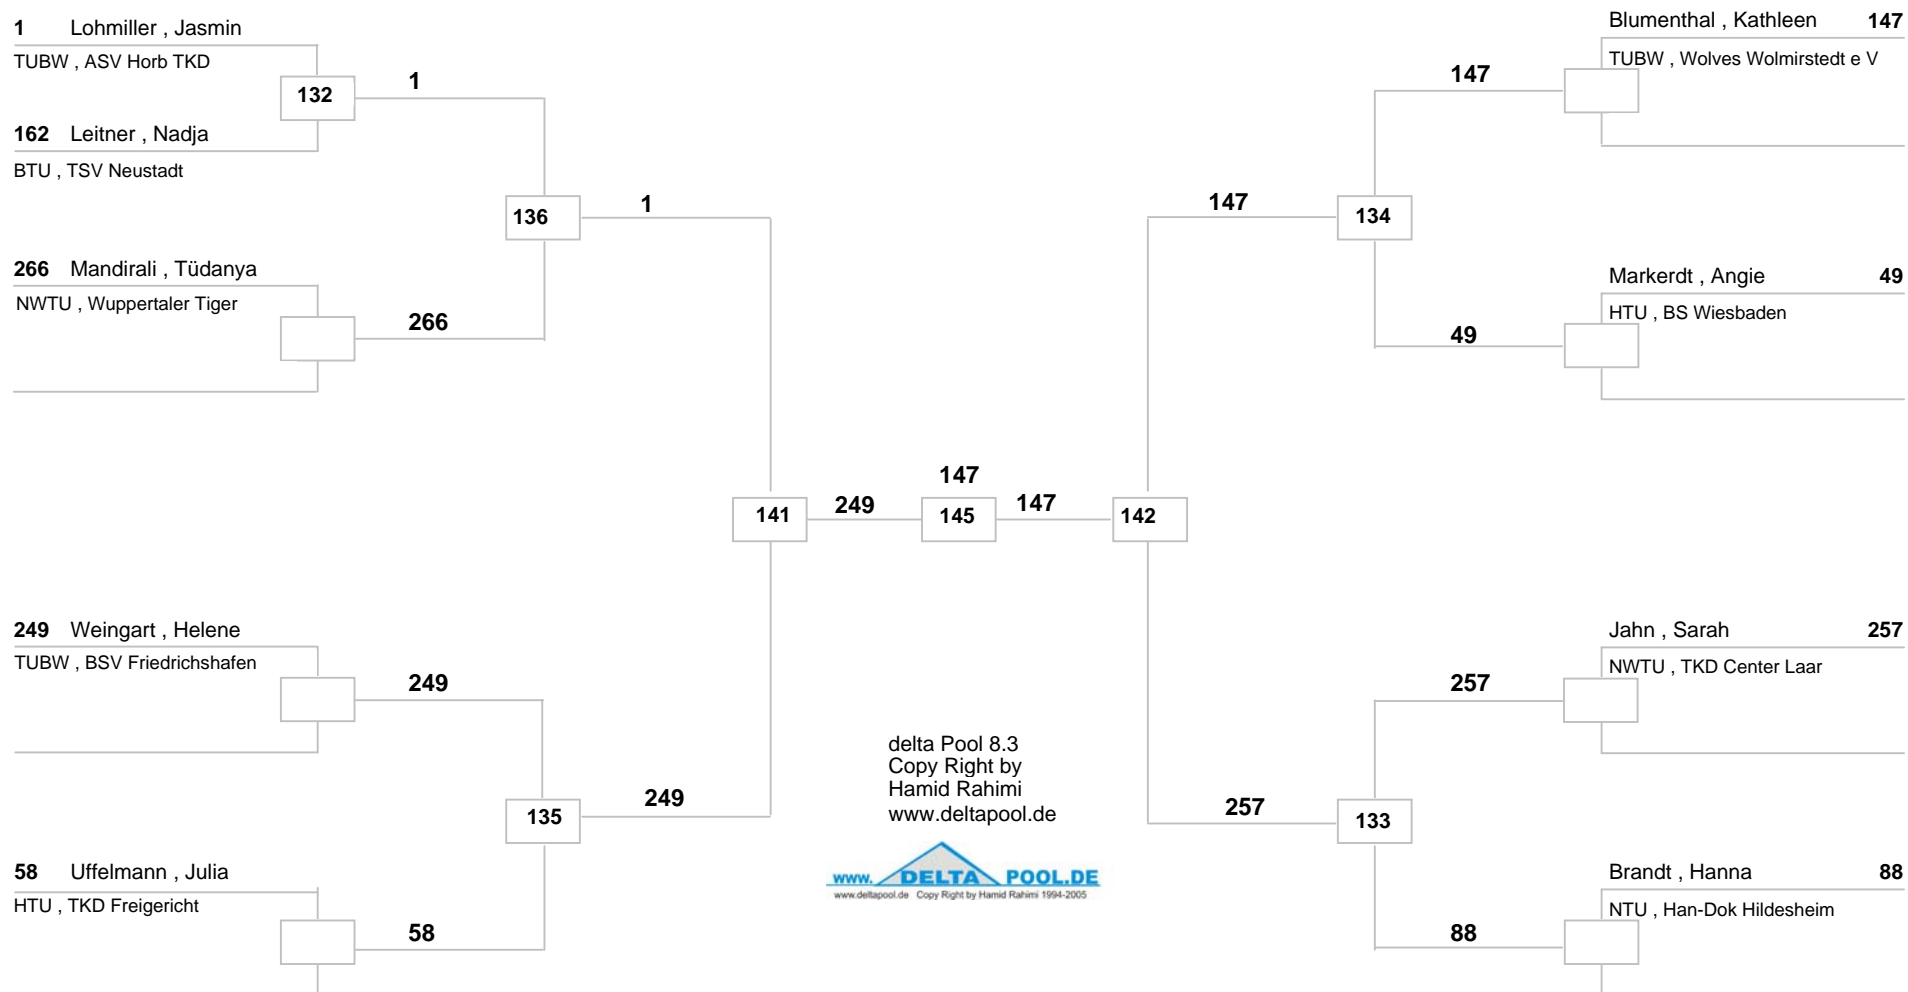 1 Lohmiller , Jasmin
TUBW , ASV Horb TKD
132
1
162 Leitner , Nadja
BTU , TSV Neustadt
136
1
266 Mandirali , Tüdanya
NWTU , Wuppertaler Tiger
266
249 Weingart , Helene
TUBW , BSV Friedrichshafen
249
135
249
58 Uffelmann , Julia
HTU , TKD Freigericht
58
141
249
147
145
147
142
Blumenthal , Kathleen 147
TUBW , Wolves Wolmirstedt e V
147
147
134
Markerdt , Angie 49
HTU , BS Wiesbaden
49
Jahn , Sarah 257
NWTU , TKD Center Laar
257
257
133
Brandt , Hanna 88
NTU , Han-Dok Hildesheim
88
delta Pool 8.3
Copy Right by
Hamid Rahimi
www.deltapool.de
www. DELTA POOL.DE
www.deltapool.de Copy Right by Hamid Rahimi 1994-2005